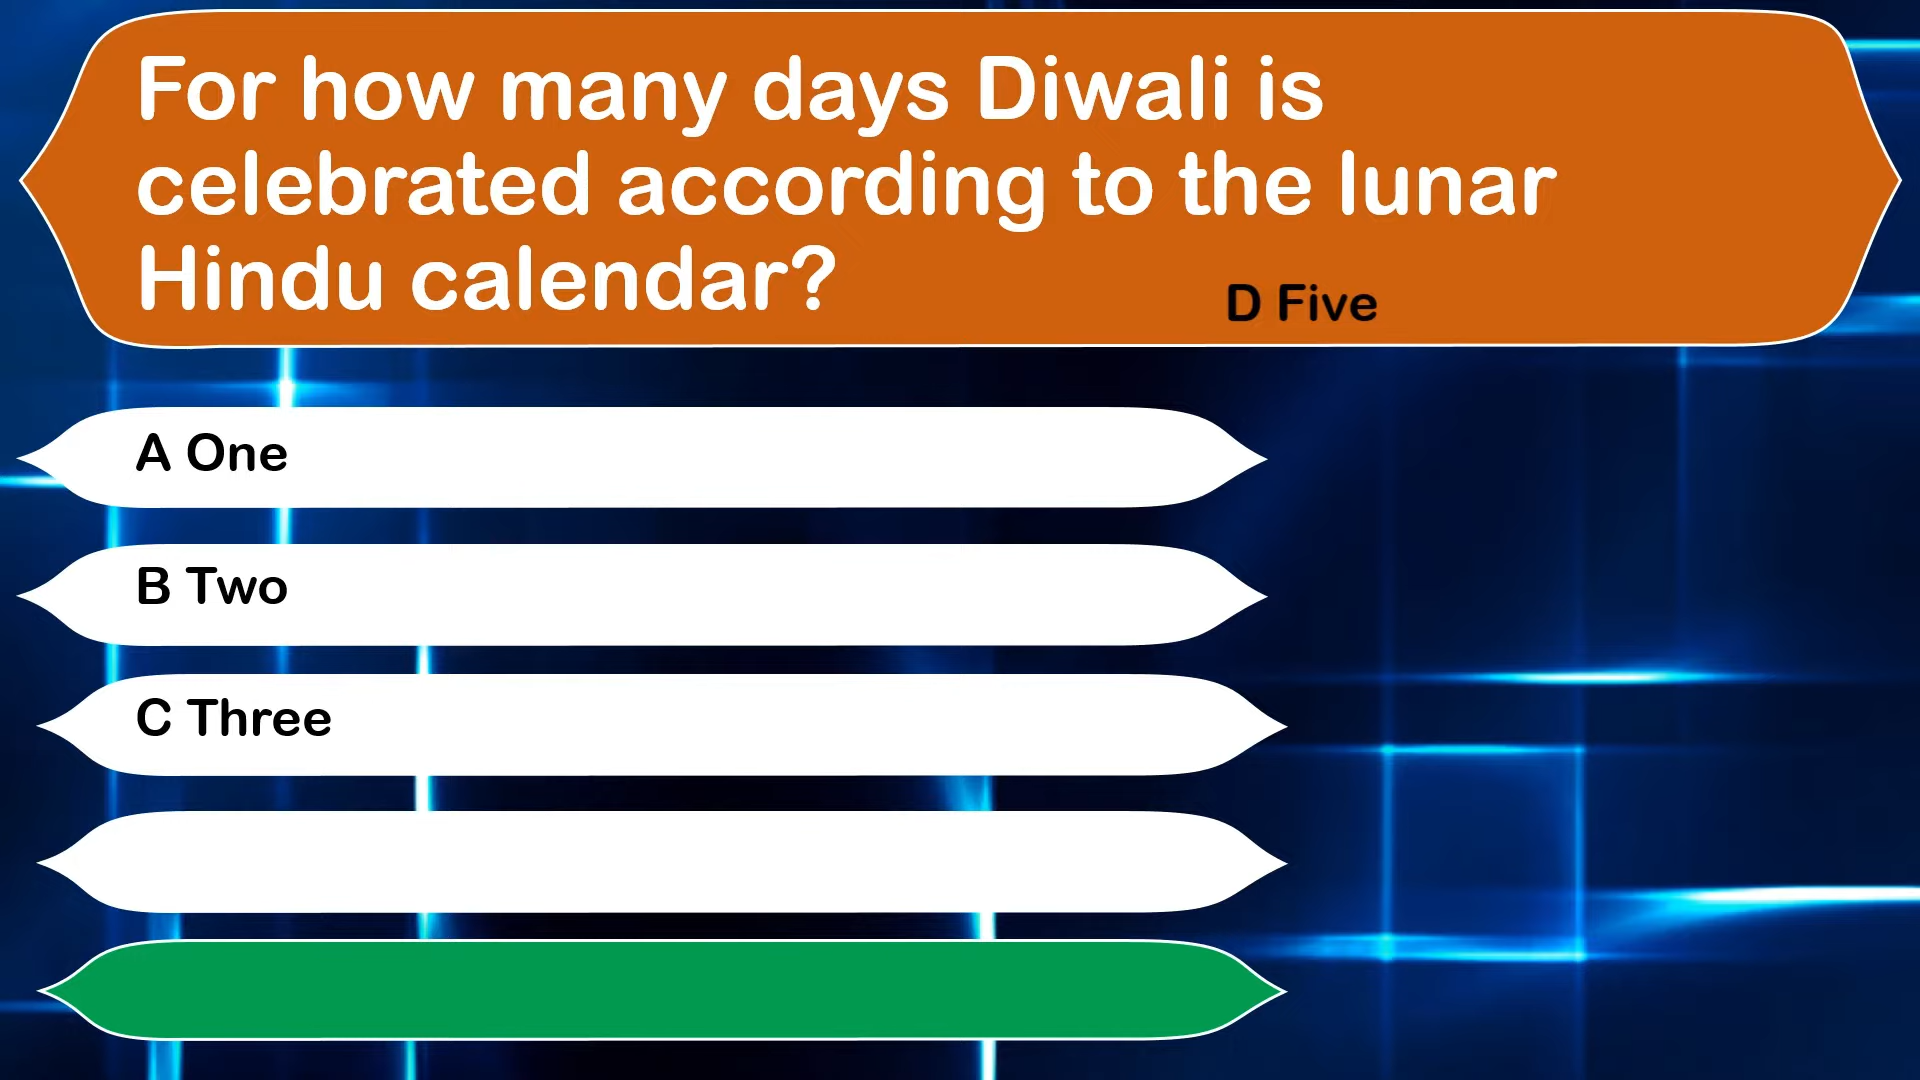 For how many days Diwali is
celebrated according to the lunar
Hindu calendar?
D Five
A One
B Two
C Three